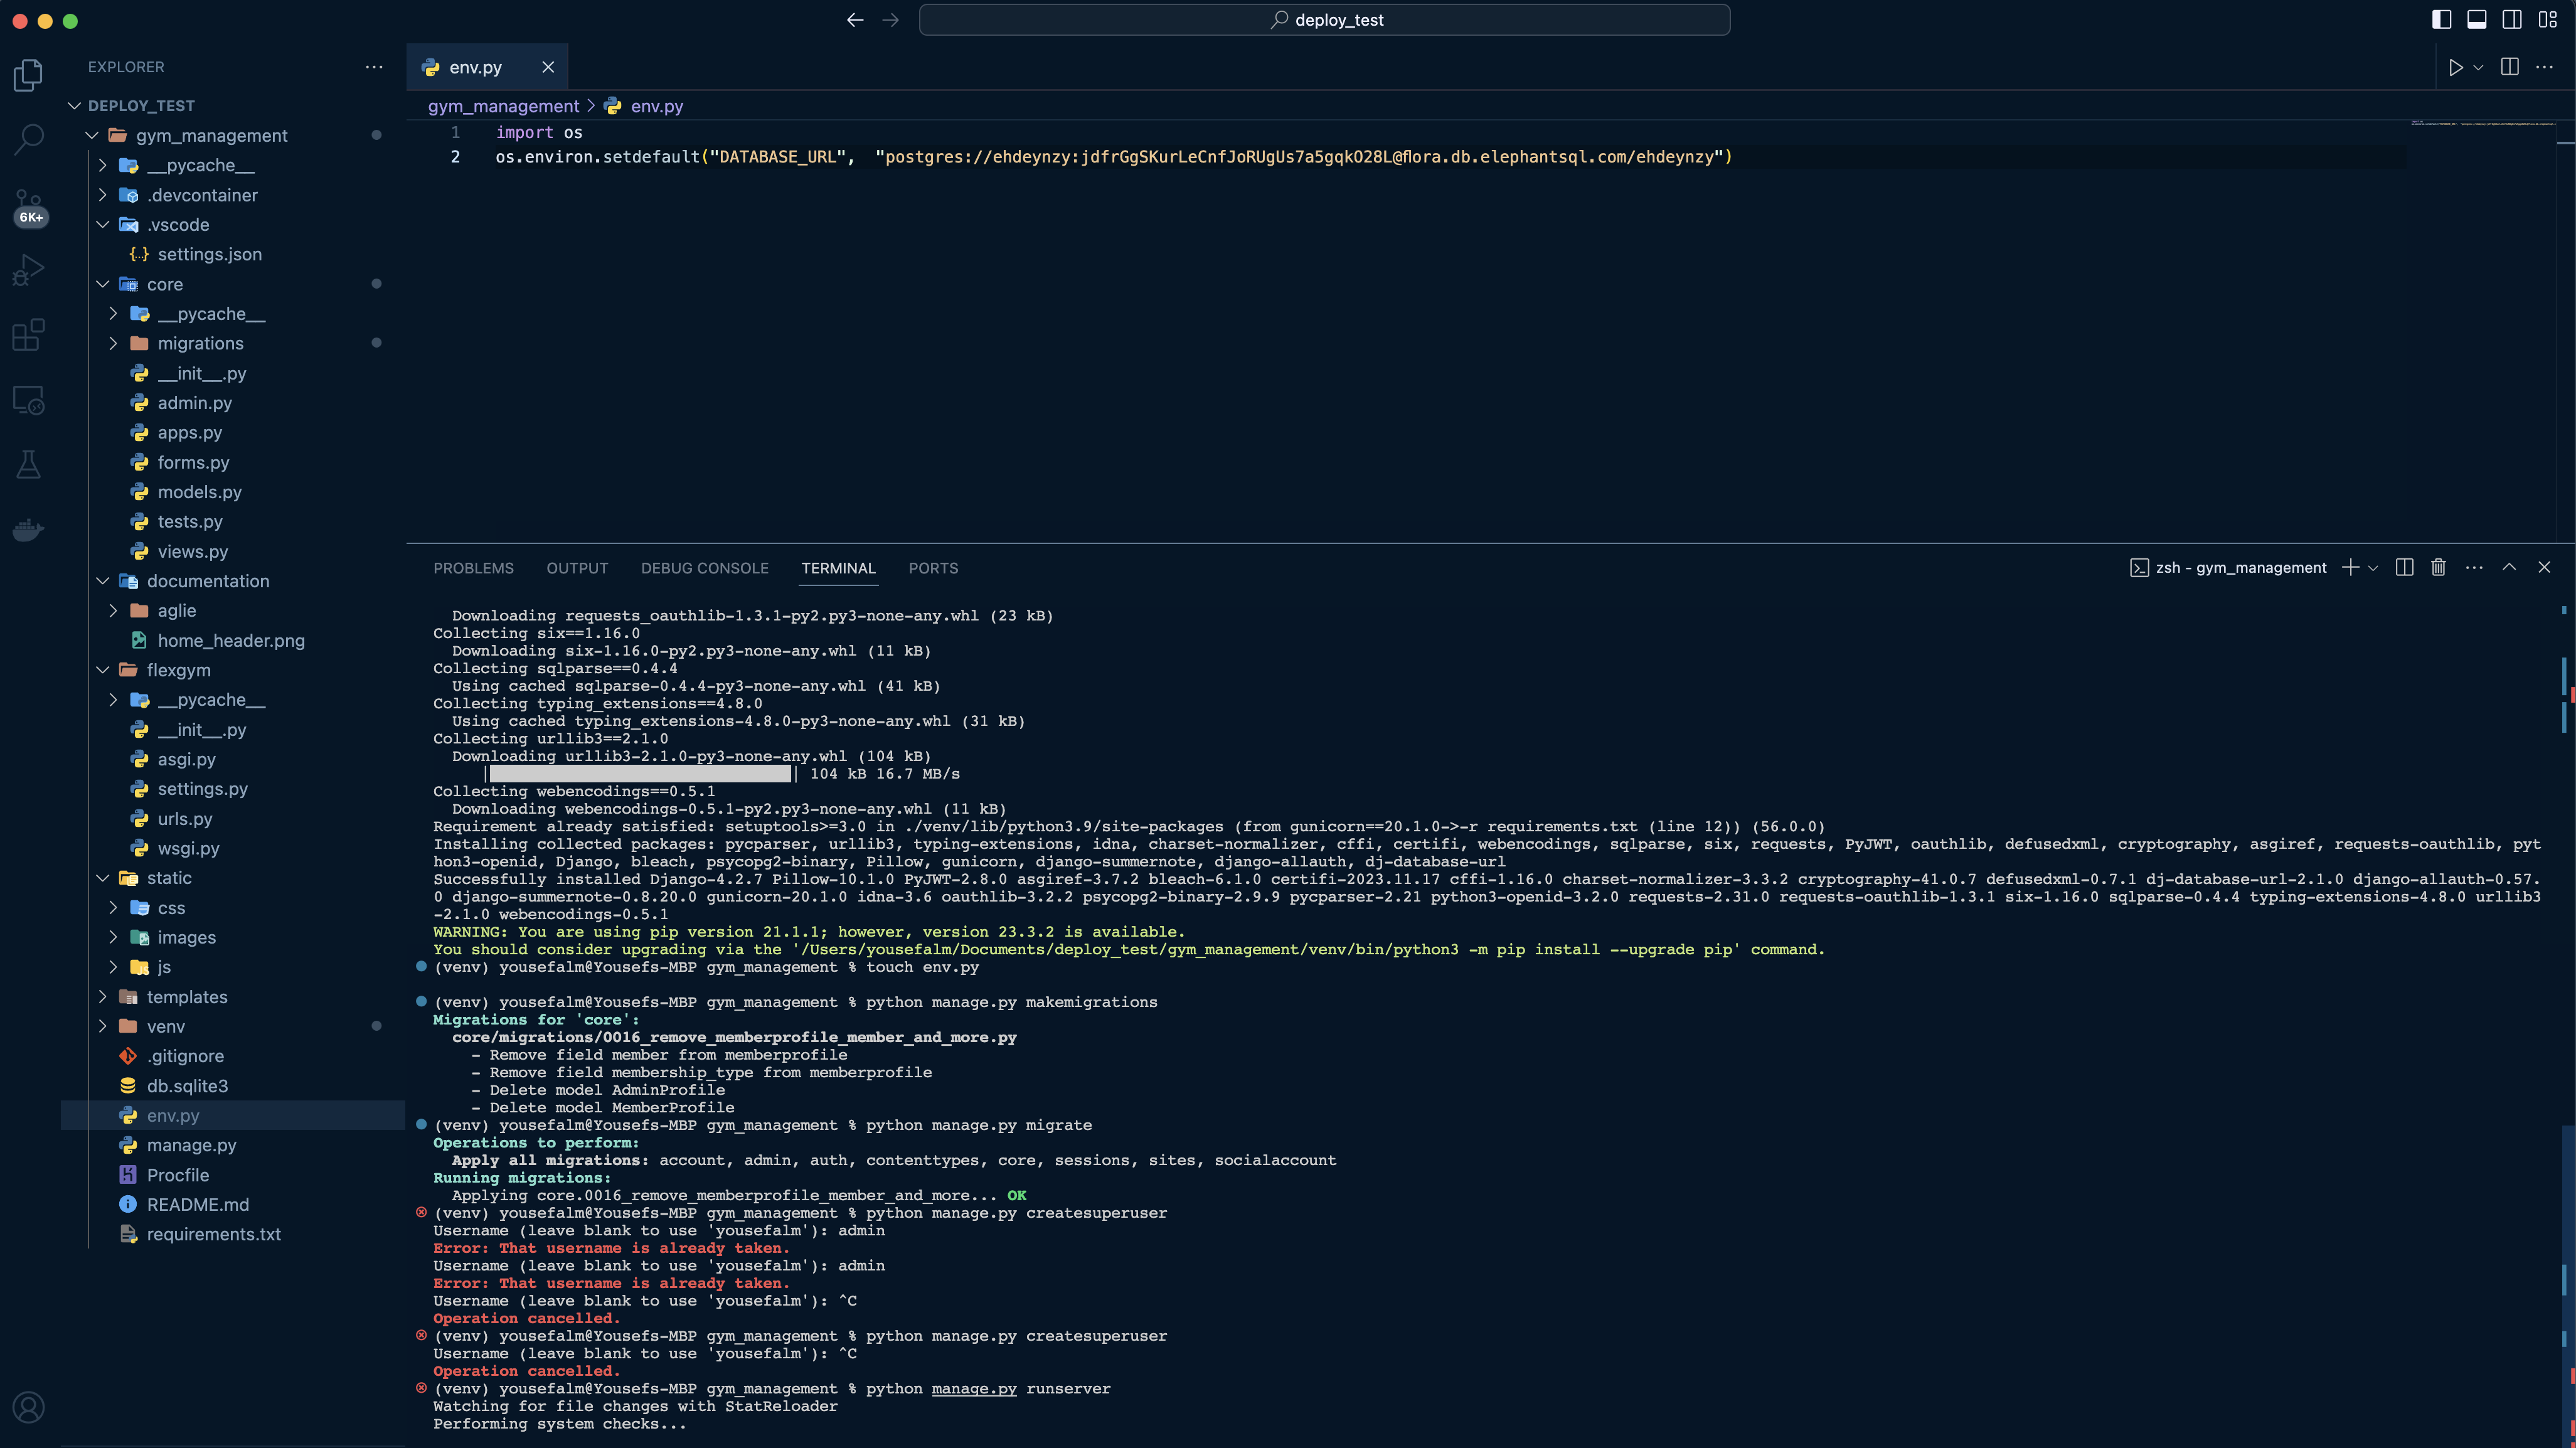 deploy_test
EXPLORER
DEPLOY_TEST
gym_management
__pycache__
.devcontainer
.vscode
settings.json
core
__pycache__
migrations
__init__.py
admin.py
apps.py
forms.py
models.py
tests.py
views.py
documentation
aglie
home_header.png
flexgym
__pycache__
__init__.py
asgi.py
settings.py
urls.py
wsgi.py
static
css
images
js
templates
venv
.gitignore
db.sqlite3
env.py
manage.py
Procfile
README.md
requirements.txt
6K+
env.py
gym_management > env.py
1 import os
2 os.environ.setdefault("DATABASE_URL", "postgres://ehdeynzy:jdfrGgSKurLeCnfJoRUgUs7a5gqkO28L@flora.db.elephantsql.com/ehdeynzy")
PROBLEMS OUTPUT DEBUG CONSOLE TERMINAL PORTS
zsh - gym_management
Downloading requests_oauthlib-1.3.1-py2.py3-none-any.whl (23 kB)
Collecting six==1.16.0
Downloading six-1.16.0-py2.py3-none-any.whl (11 kB)
Collecting sqlparse==0.4.4
Using cached sqlparse-0.4.4-py3-none-any.whl (41 kB)
Collecting typing_extensions==4.8.0
Using cached typing_extensions-4.8.0-py3-none-any.whl (31 kB)
Collecting urllib3==2.1.0
Downloading urllib3-2.1.0-py3-none-any.whl (104 kB)
| | 104 kB 16.7 MB/s
Collecting webencodings==0.5.1
Downloading webencodings-0.5.1-py2.py3-none-any.whl (11 kB)
Requirement already satisfied: setuptools>=3.0 in ./venv/lib/python3.9/site-packages (from gunicorn==20.1.0->-r requirements.txt (line 12)) (56.0.0)
Installing collected packages: pycparser, urllib3, typing-extensions, idna, charset-normalizer, cffi, certifi, webencodings, sqlparse, six, requests, PyJWT, oauthlib, defusedxml, cryptography, asgiref, requests-oauthlib, pyt
hon3-openid, Django, bleach, psycopg2-binary, Pillow, gunicorn, django-summernote, django-allauth, dj-database-url
Successfully installed Django-4.2.7 Pillow-10.1.0 PyJWT-2.8.0 asgiref-3.7.2 bleach-6.1.0 certifi-2023.11.17 cffi-1.16.0 charset-normalizer-3.3.2 cryptography-41.0.7 defusedxml-0.7.1 dj-database-url-2.1.0 django-allauth-0.57.
0 django-summernote-0.8.20.0 gunicorn-20.1.0 idna-3.6 oauthlib-3.2.2 psycopg2-binary-2.9.9 pycparser-2.21 python3-openid-3.2.0 requests-2.31.0 requests-oauthlib-1.3.1 six-1.16.0 sqlparse-0.4.4 typing-extensions-4.8.0 urllib3
-2.1.0 webencodings-0.5.1
WARNING: You are using pip version 21.1.1; however, version 23.3.2 is available.
You should consider upgrading via the '/Users/yousefalm/Documents/deploy_test/gym_management/venv/bin/python3 -m pip install --upgrade pip' command.
(venv) yousefalm@Yousefs-MBP gym_management % touch env.py
(venv) yousefalm@Yousefs-MBP gym_management % python manage.py makemigrations
Migrations for 'core':
core/migrations/0016_remove_memberprofile_member_and_more.py
- Remove field member from memberprofile
- Remove field membership_type from memberprofile
- Delete model AdminProfile
- Delete model MemberProfile
(venv) yousefalm@Yousefs-MBP gym_management % python manage.py migrate
Operations to perform:
Apply all migrations: account, admin, auth, contenttypes, core, sessions, sites, socialaccount
Running migrations:
Applying core.0016_remove_memberprofile_member_and_more... OK
(venv) yousefalm@Yousefs-MBP gym_management % python manage.py createsuperuser
Username (leave blank to use 'yousefalm'): admin
Error: That username is already taken.
Username (leave blank to use 'yousefalm'): admin
Error: That username is already taken.
Username (leave blank to use 'yousefalm'): ^C
Operation cancelled.
(venv) yousefalm@Yousefs-MBP gym_management % python manage.py createsuperuser
Username (leave blank to use 'yousefalm'): ^C
Operation cancelled.
(venv) yousefalm@Yousefs-MBP gym_management % python manage.py runserver
Watching for file changes with StatReloader
Performing system checks...